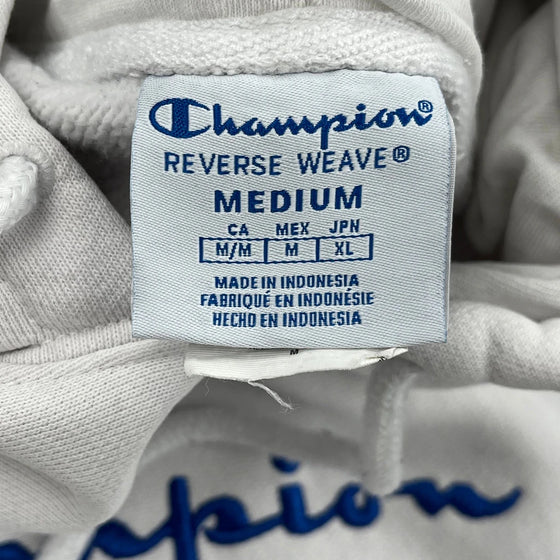 Champion®
REVERSE WEAVE®
MEDIUM
CA MEX JPN
M/M M XL
MADE IN INDONESIA
FABRIQUÉ EN INDONÉSIE
HECHO EN INDONESIA
M
mpion